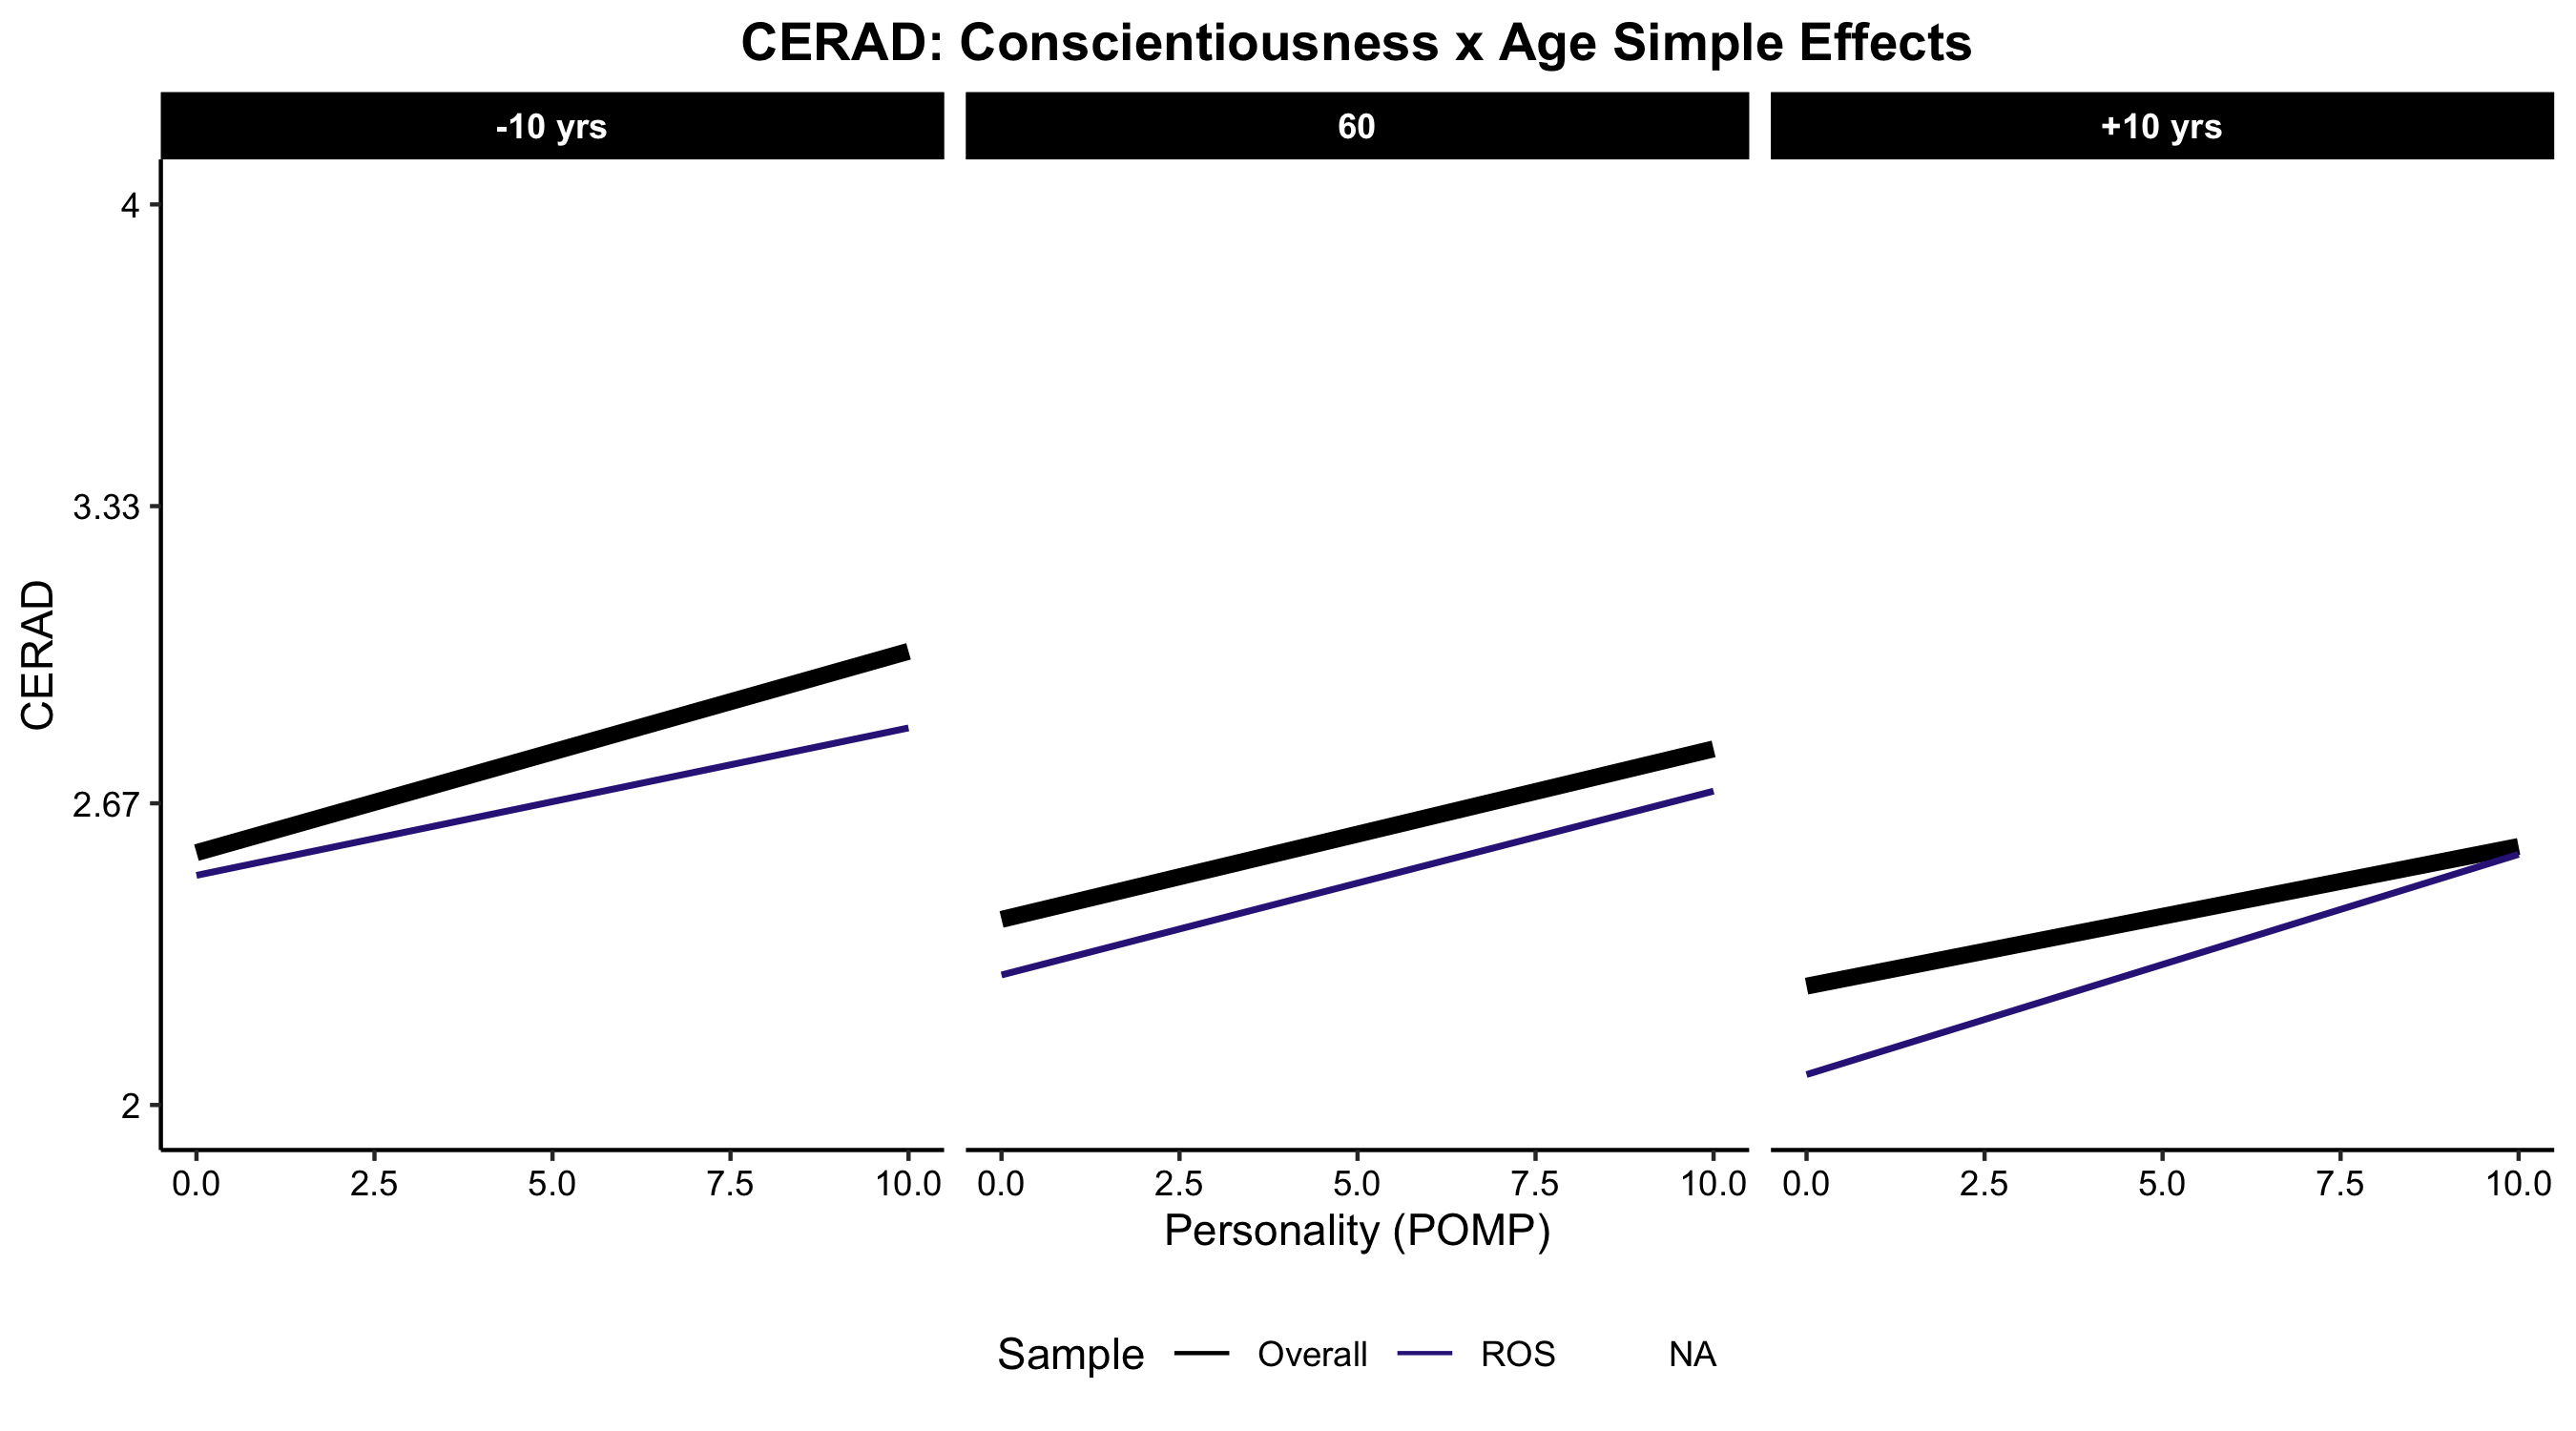 CERAD: Conscientiousness x Age Simple Effects
-10 yrs 60 +10 yrs
4
3.33
2.67
2
CERAD
0.0 2.5 5.0 7.5 10.0 0.0 2.5 5.0 7.5 10.0 0.0 2.5 5.0 7.5 10.0
Personality (POMP)
Sample Overall ROS NA